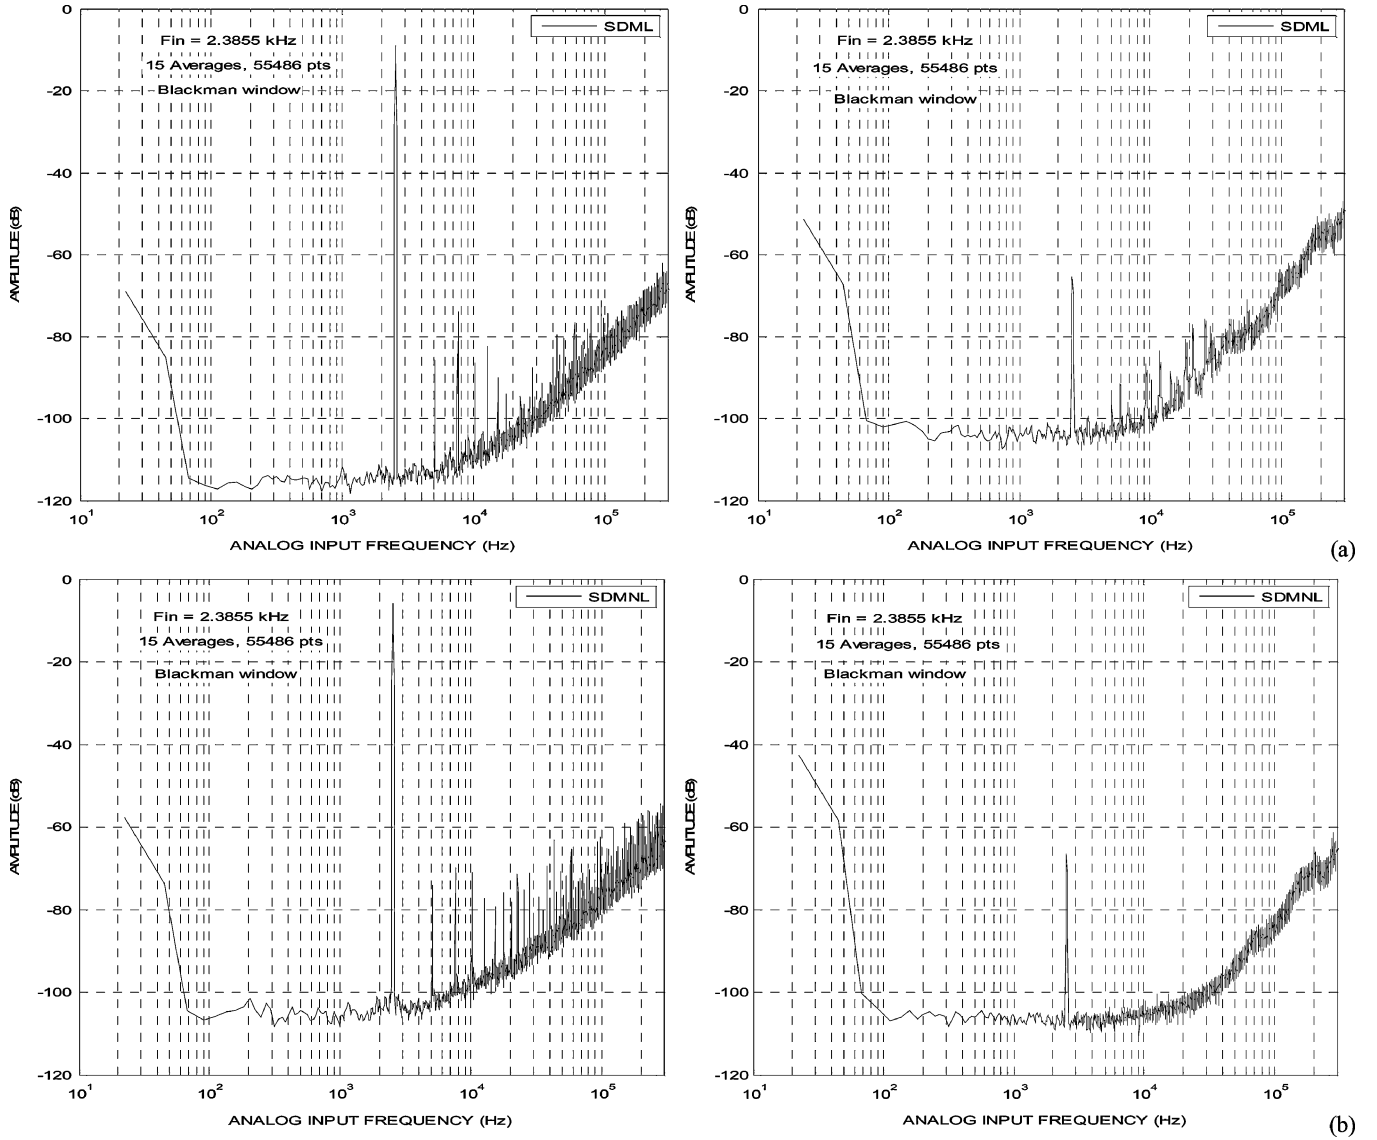 SDML
Fin = 2.3855 kHz
15 Averages, 55486 pts
Blackman window
AMPLITUDE (dB)
0
-20
-40
-60
-80
-100
-120
10^1 10^2 10^3 10^4 10^5
ANALOG INPUT FREQUENCY (Hz)
SDML
Fin = 2.3855 kHz
15 Averages, 55486 pts
Blackman window
AMPLITUDE (dB)
0
-20
-40
-60
-80
-100
-120
10^1 10^2 10^3 10^4 10^5
ANALOG INPUT FREQUENCY (Hz)
(a)
SDMNL
Fin = 2.3855 kHz
15 Averages, 55486 pts
Blackman window
AMPLITUDE (dB)
0
-20
-40
-60
-80
-100
-120
10^1 10^2 10^3 10^4 10^5
ANALOG INPUT FREQUENCY (Hz)
SDMNL
Fin = 2.3855 kHz
15 Averages, 55486 pts
Blackman window
AMPLITUDE (dB)
0
-20
-40
-60
-80
-100
-120
10^1 10^2 10^3 10^4 10^5
ANALOG INPUT FREQUENCY (Hz)
(b)